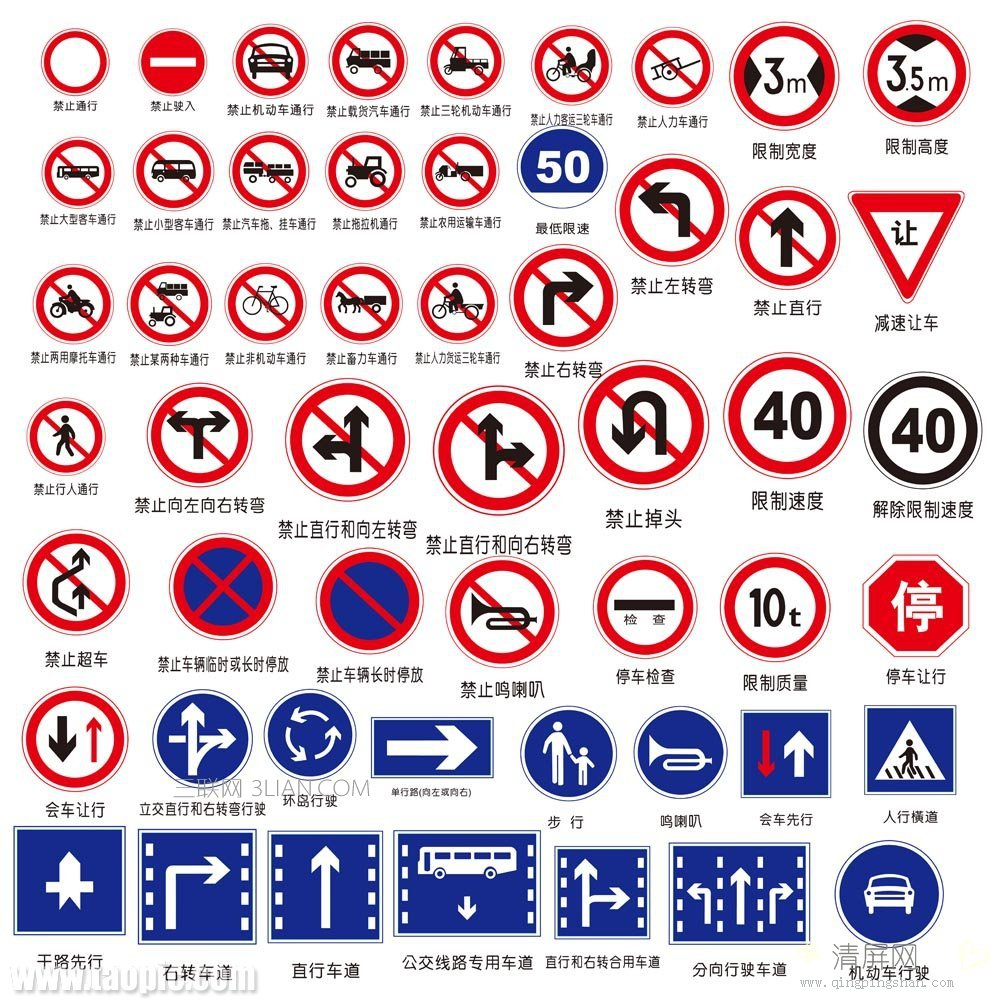 禁止通行
禁止驶入
禁止机动车通行
禁止载货汽车通行
禁止三轮机动车通行
禁止人力客运三轮车通行
禁止人力车通行
3m
限制宽度
3.5m
限制高度
禁止大型客车通行
禁止小型客车通行
禁止汽车拖、挂车通行
禁止拖拉机通行
禁止农用运输车通行
50
最低限速
禁止左转弯
禁止直行
让
减速让车
禁止两用摩托车通行
禁止某两种车通行
禁止非机动车通行
禁止畜力车通行
禁止人力货运三轮车通行
禁止右转弯
禁止行人通行
禁止向左向右转弯
禁止直行和向左转弯
禁止直行和向右转弯
禁止掉头
40
限制速度
40
解除限制速度
禁止超车
禁止车辆临时或长时停放
禁止车辆长时停放
禁止鸣喇叭
检 查
停车检查
10t
限制质量
停
停车让行
会车让行
立交直行和右转弯行驶
环岛行驶
三联网 3LIAN.COM
单行路(向左或向右)
步 行
鸣喇叭
会车先行
人行橫道
干路先行
右转车道
直行车道
公交线路专用车道
直行和右转合用车道
分向行驶车道
机动车行驶
清屏网
www.qingpingshan.com
www.taopic.com